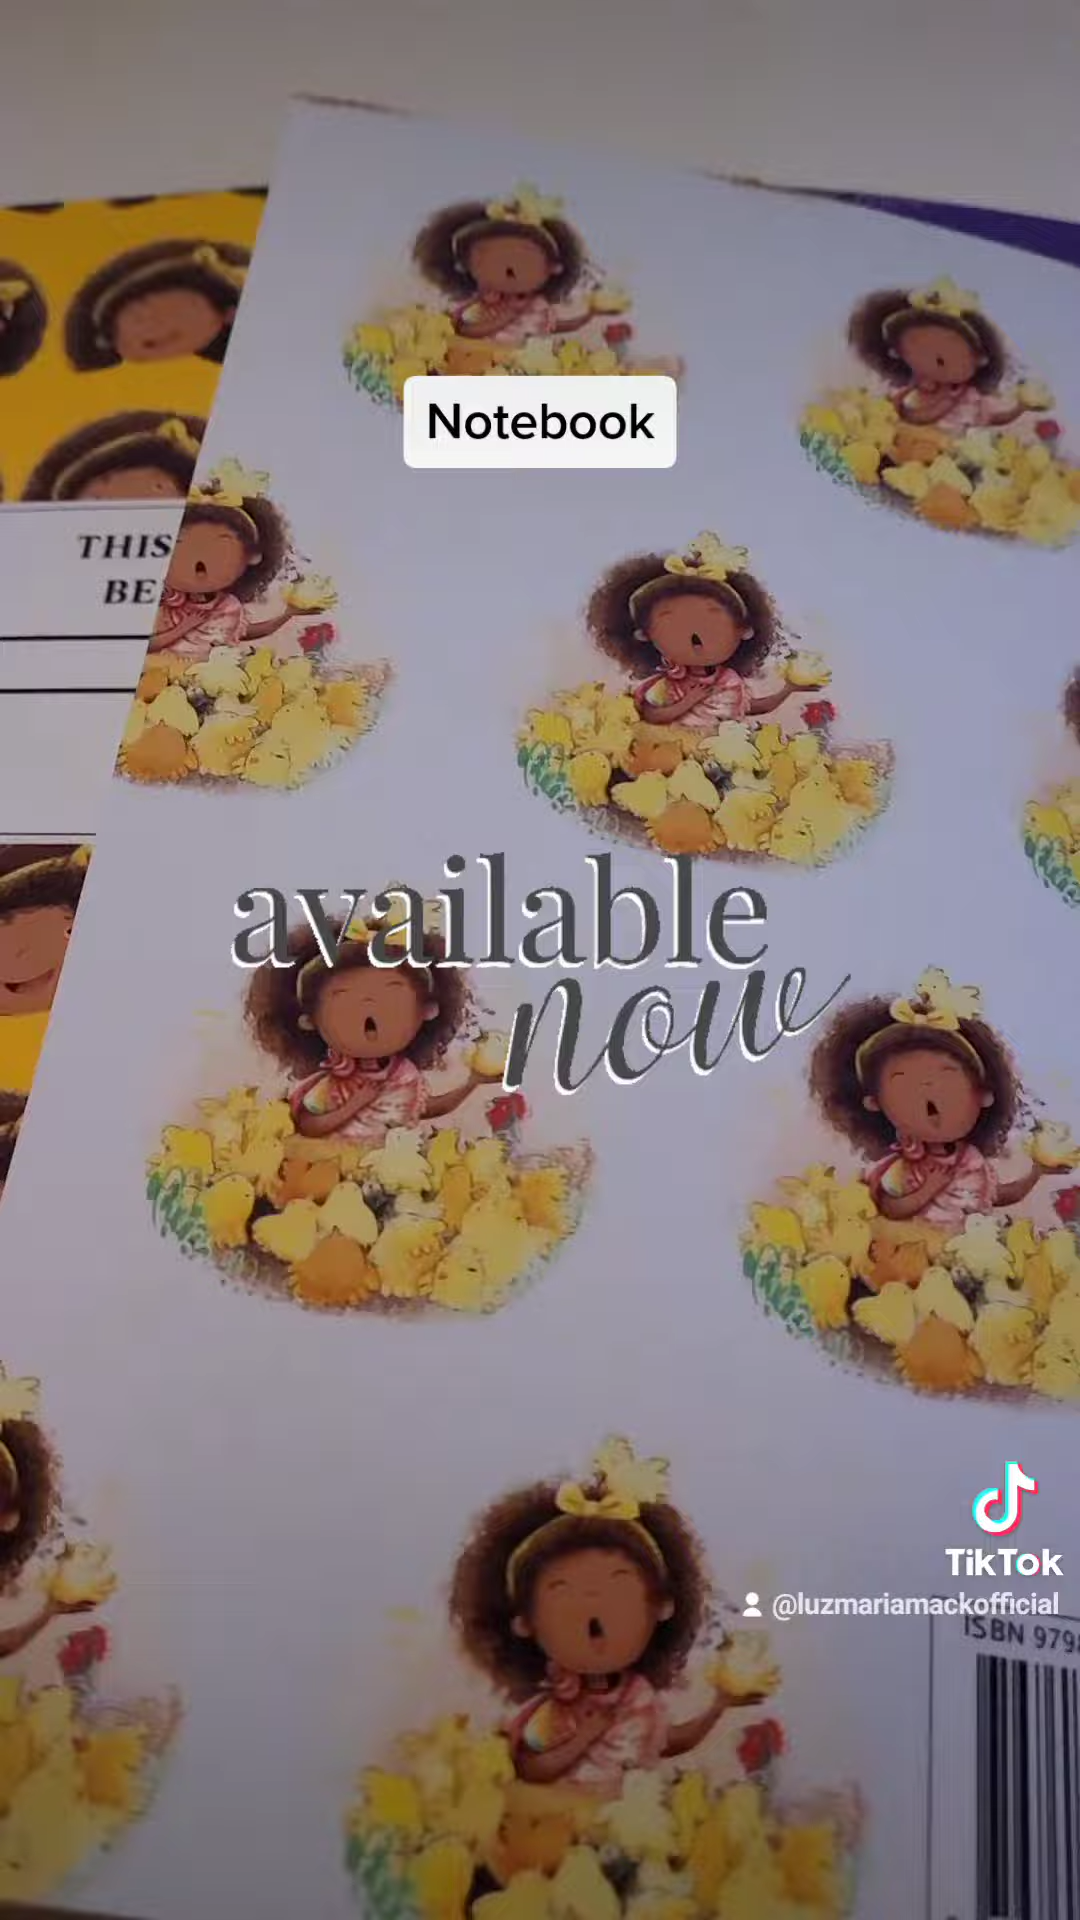 Notebook
THIS
BE
available
now
TikTok
@luzmariamackofficial
ISBN 979